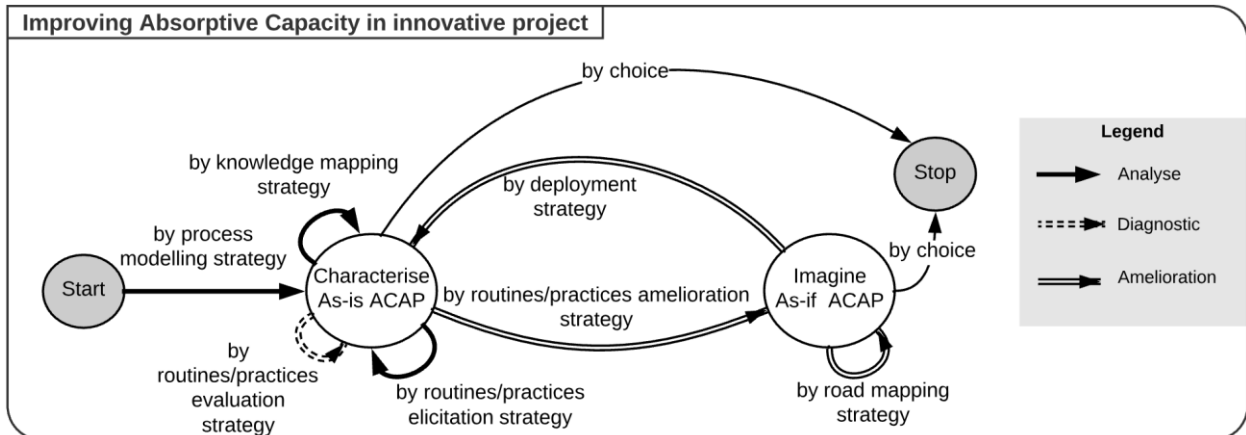 Improving Absorptive Capacity in innovative project
by choice
by knowledge mapping
strategy
by deployment
strategy
Stop
by process
modelling strategy
by choice
Start
Characterise
As-is ACAP
Imagine
As-if ACAP
by routines/practices amelioration
strategy
by
routines/practices
evaluation
strategy
by routines/practices
elicitation strategy
by road mapping
strategy
Legend
Analyse
Diagnostic
Amelioration